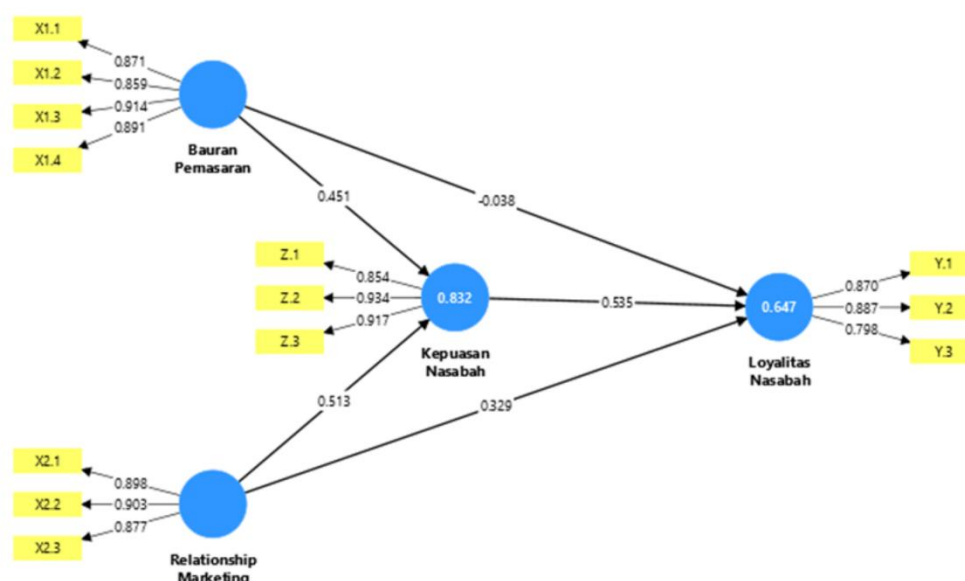 X1.1
0.871
X1.2
0.859
X1.3
0.914
X1.4
0.891
Bauran
Pemasaran
0.451
-0.038
Z.1
0.854
Z.2
0.934
Z.3
0.917
0.832
Kepuasan
Nasabah
0.535
0.647
Loyalitas
Nasabah
Y.1
0.870
Y.2
0.887
Y.3
0.798
0.513
0.329
X2.1
0.898
X2.2
0.903
X2.3
0.877
Relationship
Marketing